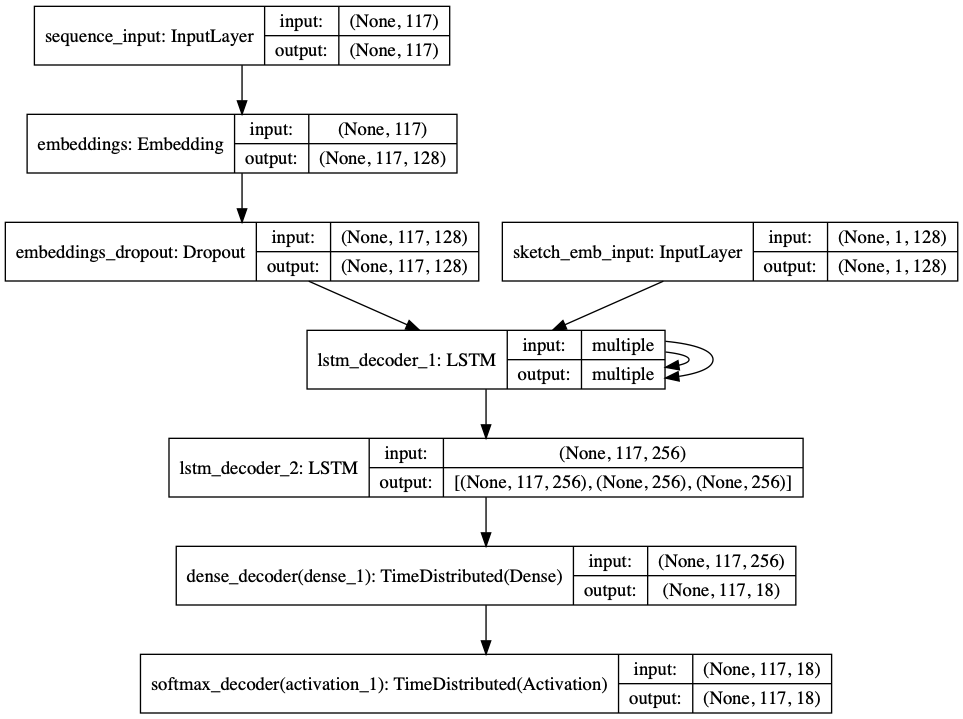 sequence_input: InputLayer
input: (None, 117)
output: (None, 117)
embeddings: Embedding
input: (None, 117)
output: (None, 117, 128)
embeddings_dropout: Dropout
input: (None, 117, 128)
output: (None, 117, 128)
sketch_emb_input: InputLayer
input: (None, 1, 128)
output: (None, 1, 128)
lstm_decoder_1: LSTM
input: multiple
output: multiple
lstm_decoder_2: LSTM
input: (None, 117, 256)
output: [(None, 117, 256), (None, 256), (None, 256)]
dense_decoder(dense_1): TimeDistributed(Dense)
input: (None, 117, 256)
output: (None, 117, 18)
softmax_decoder(activation_1): TimeDistributed(Activation)
input: (None, 117, 18)
output: (None, 117, 18)